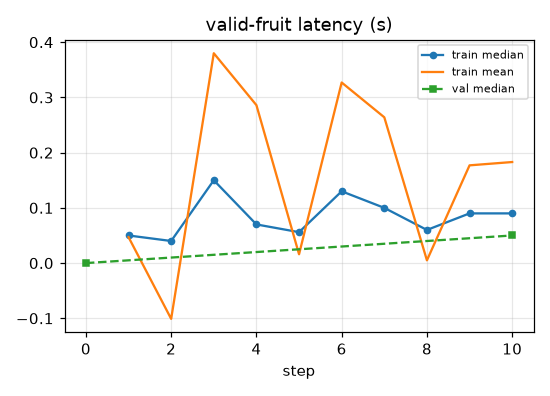 valid-fruit latency (s)
train median
train mean
val median
0.4
0.3
0.2
0.1
0.0
−0.1
0 2 4 6 8 10
step